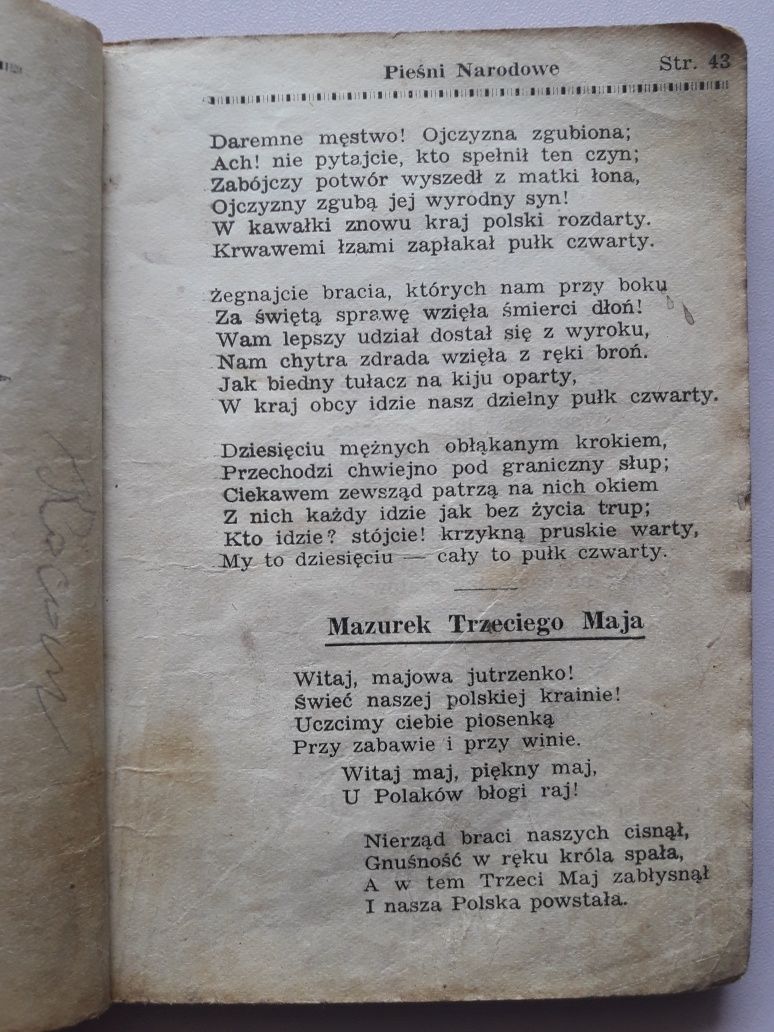 Pieśni Narodowe Str. 43
Daremne męstwo! Ojczyzna zgubiona;
Ach! nie pytajcie, kto spełnił ten czyn;
Zabójczy potwór wyszedł z matki łona,
Ojczyzny zgubą jej wyrodny syn!
W kawałki znowu kraj polski rozdarty.
Krwawemi łzami zapłakał pułk czwarty.
Żegnajcie bracia, których nam przy boku
Za świętą sprawę wzięła śmierci dłoń!
Wam lepszy udział dostał się z wyroku,
Nam chytra zdrada wzięła z ręki broń.
Jak biedny tułacz na kiju oparty,
W kraj obcy idzie nasz dzielny pułk czwarty.
Dziesięciu mężnych obłąkanym krokiem,
Przechodzi chwiejno pod graniczny słup;
Ciekawem zewsząd patrzą na nich okiem
Z nich każdy idzie jak bez życia trup;
Kto idzie? stójcie! krzykną pruskie warty,
My to dziesięciu — cały to pułk czwarty.
Mazurek Trzeciego Maja
Witaj, majowa jutrzenko!
Świeć naszej polskiej krainie!
Uczcimy ciebie piosenką
Przy zabawie i przy winie.
Witaj maj, piękny maj,
U Polaków błogi raj!
Nierząd braci naszych cisnął,
Gnuśność w ręku króla spała,
A w tem Trzeci Maj zabłysnął
I nasza Polska powstała.